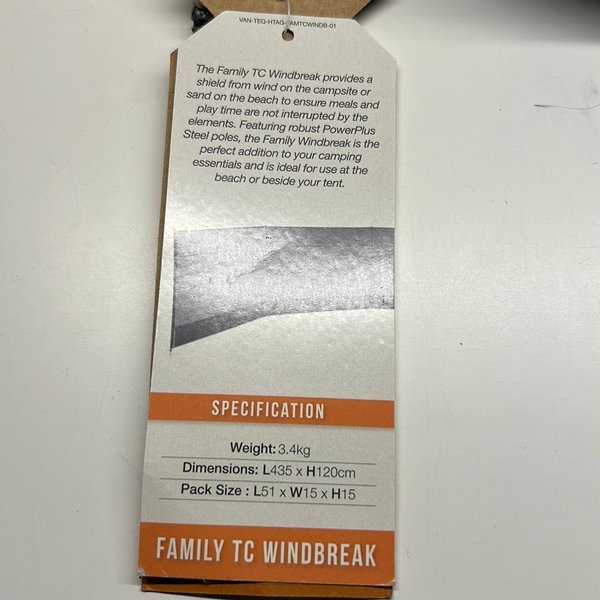 The Family TC Windbreak provides a
shield from wind on the campsite or
sand on the beach to ensure meals and
play time are not interrupted by the
elements. Featuring robust PowerPlus
Steel poles, the Family Windbreak is the
perfect addition to your camping
essentials and is ideal for use at the
beach or beside your tent.
SPECIFICATION
Weight: 3.4kg
Dimensions: L435 x H120cm
Pack Size : L51 x W15 x H15
FAMILY TC WINDBREAK